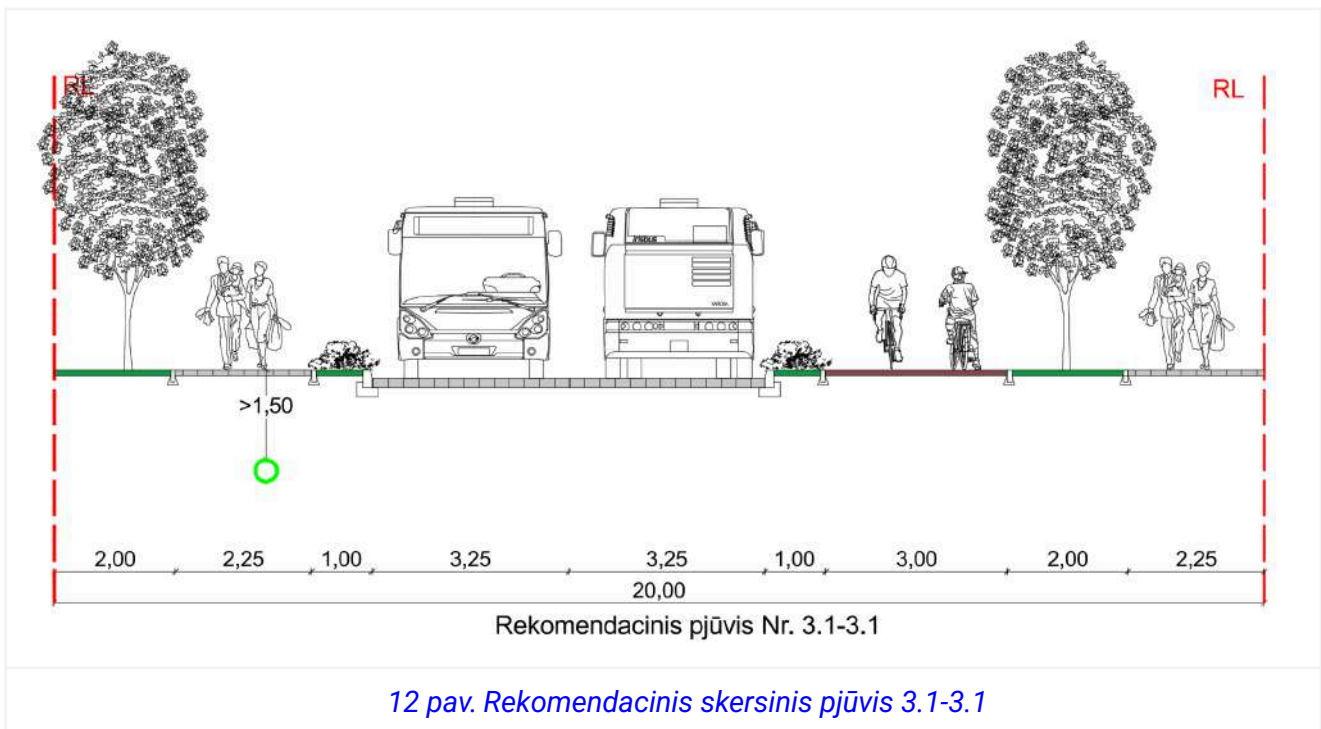 RL
RL
irisbus
>1,50
2,00 2,25 1,00 3,25 3,25 1,00 3,00 2,00 2,25
20,00
Rekomendacinis pjūvis Nr. 3.1-3.1
12 pav. Rekomendacinis skersinis pjūvis 3.1-3.1